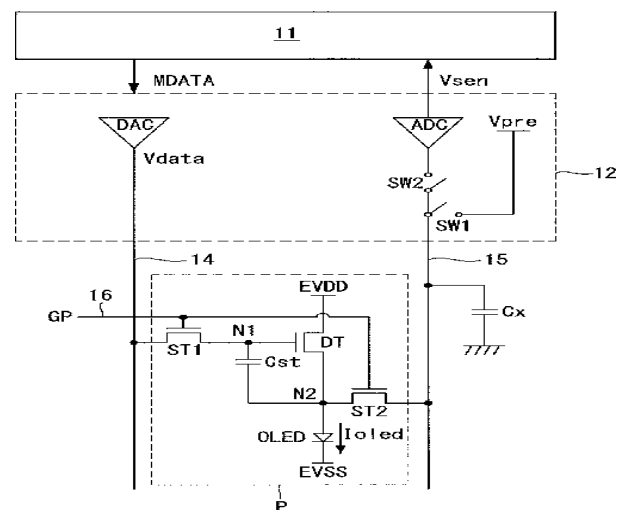 11
MDATA
Vsen
DAC
ADC
Vpre
Vdata
SW2
SW1
12
14
15
16
GP
EVDD
N1
DT
Cx
ST1
Cst
N2
ST2
OLED
Ioled
EVSS
P